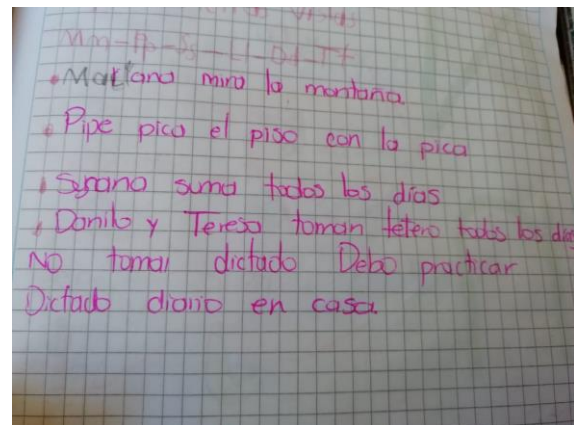 Mm-Pp-Ss-Ll-Dd-Tt
Mariano mira la montaña.
Pipe pica el piso con la pica
suma todos los días
Danilo y Teresa toman tetero todos los días
No tomar dictado Debo practicar
Dictado diario en casa.